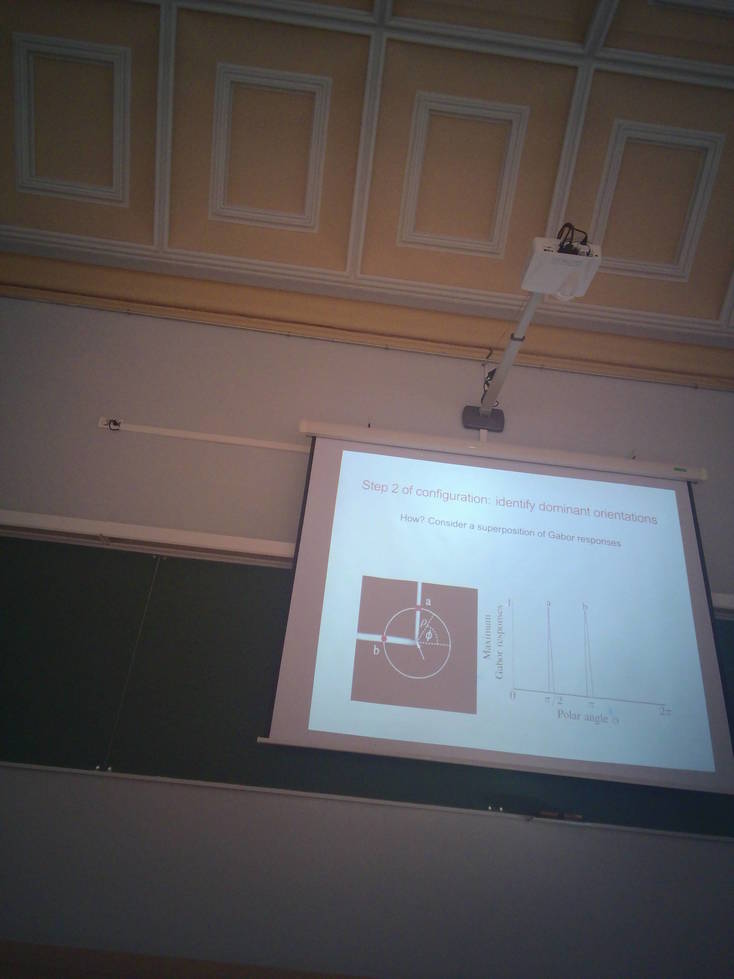 Step 2 of configuration: identify dominant orientations
How? Consider a superposition of Gabor responses
a
ρ
ϕ
b
Maximum
Gabor responses
1
a
b
0
π/2
π
2π
Polar angle ϕ